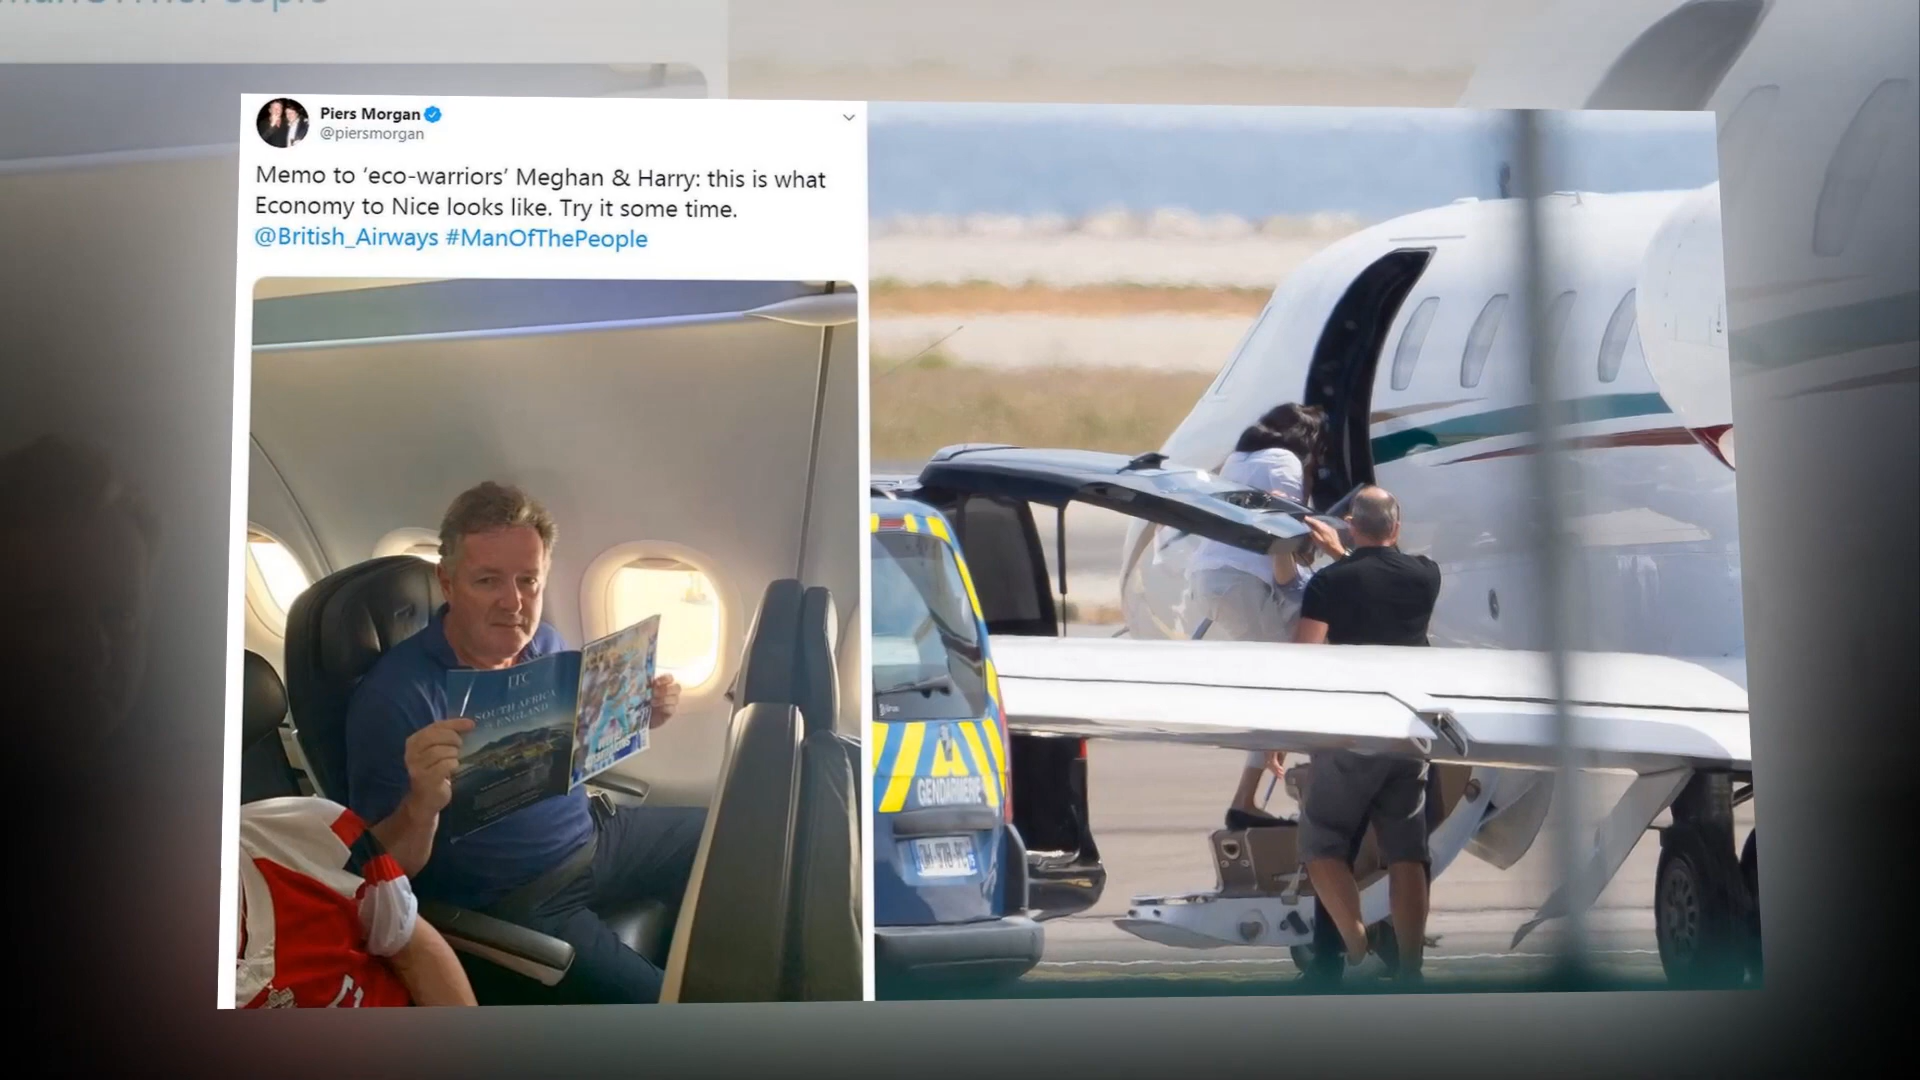 Piers Morgan
@piersmorgan
Memo to ‘eco-warriors’ Meghan & Harry: this is what
Economy to Nice looks like. Try it some time.
@British_Airways #ManOfThePeople
ITC
SOUTH AFRICA
ENGLAND
GENDARMERIE